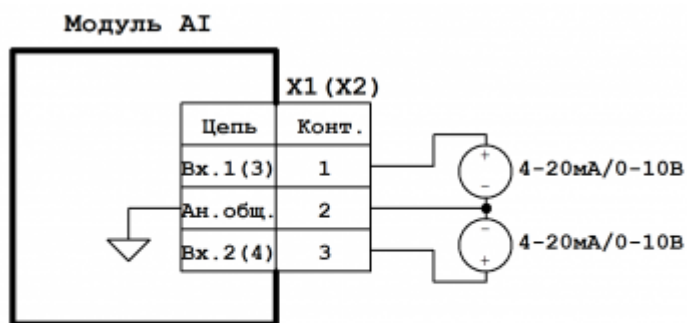 Модуль AI
X1(X2)
Цепь Конт.
Вх.1(3) 1
Ан.общ. 2
Вх.2(4) 3
+
4-20мА/0-10В
-
-
4-20мА/0-10В
+